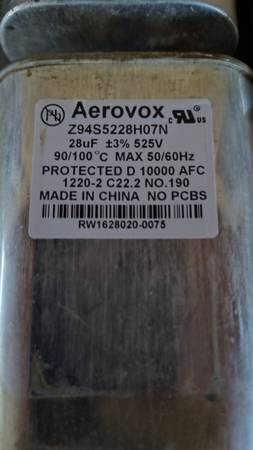 Aerovox
Z94S5228H07N
28uF ±3% 525V
90/100°C MAX 50/60Hz
PROTECTED D 10000 AFC
1220-2 C22.2 NO.190
MADE IN CHINA NO PCBS
RW1628020-0075